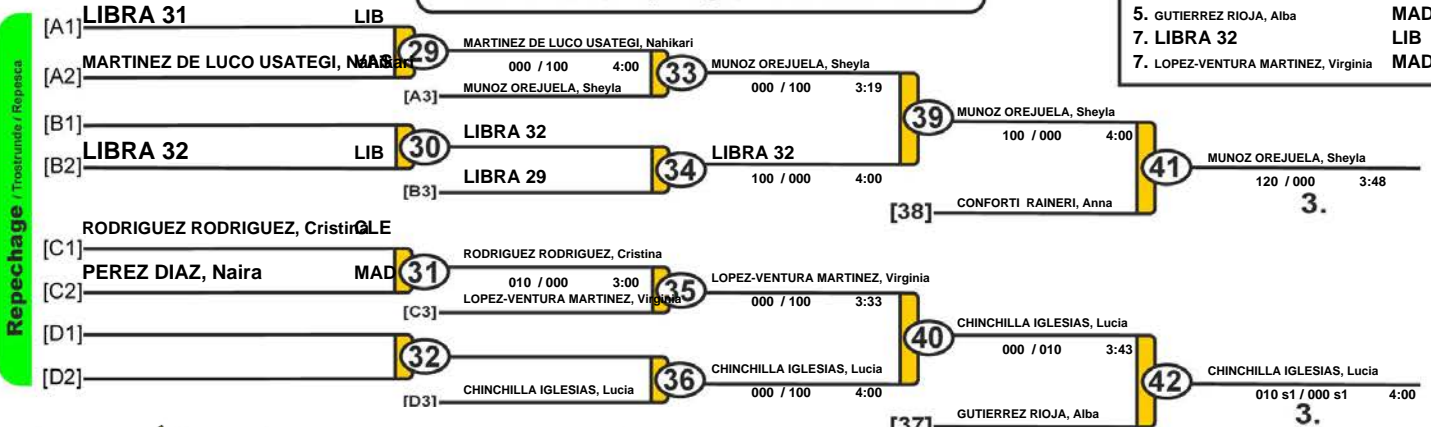 Repechage / Trostrunde / Repesca
5. GUTIERREZ RIOJA, Alba MAD
7. LIBRA 32 LIB
7. LOPEZ-VENTURA MARTINEZ, Virginia MAD
[A1] LIBRA 31 LIB
[A2] MARTINEZ DE LUCO USATEGI, Nahikari VAS
29
MARTINEZ DE LUCO USATEGI, Nahikari
000 / 100 4:00
[A3] MUNOZ OREJUELA, Sheyla
33
MUNOZ OREJUELA, Sheyla
000 / 100 3:19
[B1]
[B2] LIBRA 32 LIB
30
LIBRA 32
[B3] LIBRA 29
34
LIBRA 32
100 / 000 4:00
39
MUNOZ OREJUELA, Sheyla
100 / 000 4:00
[38] CONFORTI RAINERI, Anna
41
MUNOZ OREJUELA, Sheyla
120 / 000 3:48
3.
[C1] RODRIGUEZ RODRIGUEZ, Cristina CLE
[C2] PEREZ DIAZ, Naira MAD
31
RODRIGUEZ RODRIGUEZ, Cristina
010 / 000 3:00
[C3] LOPEZ-VENTURA MARTINEZ, Virginia
35
LOPEZ-VENTURA MARTINEZ, Virginia
000 / 100 3:33
[D1]
[D2]
32
[D3] CHINCHILLA IGLESIAS, Lucia
36
CHINCHILLA IGLESIAS, Lucia
000 / 100 4:00
40
CHINCHILLA IGLESIAS, Lucia
000 / 010 3:43
[37] GUTIERREZ RIOJA, Alba
42
CHINCHILLA IGLESIAS, Lucia
010 s1 / 000 s1 4:00
3.